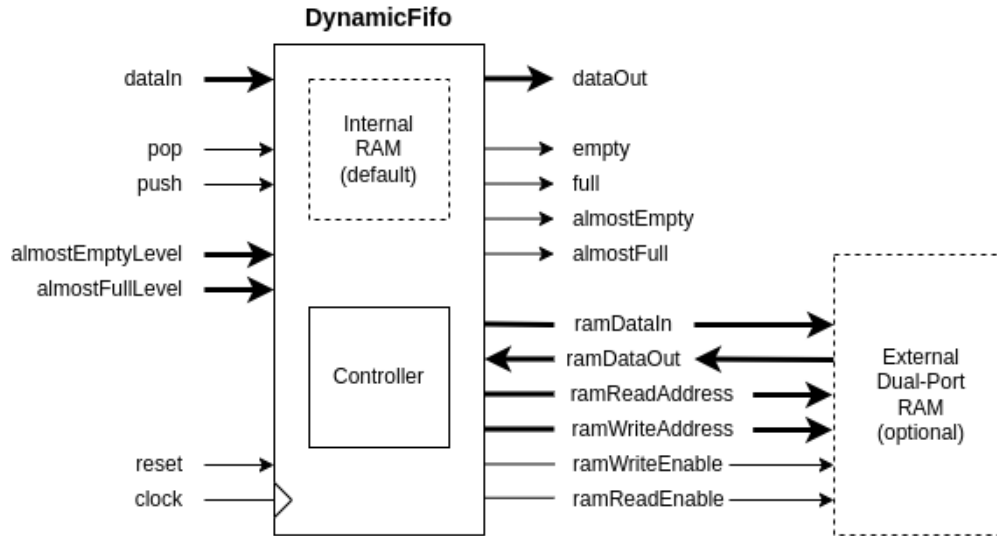 DynamicFifo
dataIn
pop
push
almostEmptyLevel
almostFullLevel
reset
clock
Internal
RAM
(default)
Controller
dataOut
empty
full
almostEmpty
almostFull
ramDataIn
ramDataOut
ramReadAddress
ramWriteAddress
ramWriteEnable
ramReadEnable
External
Dual-Port
RAM
(optional)